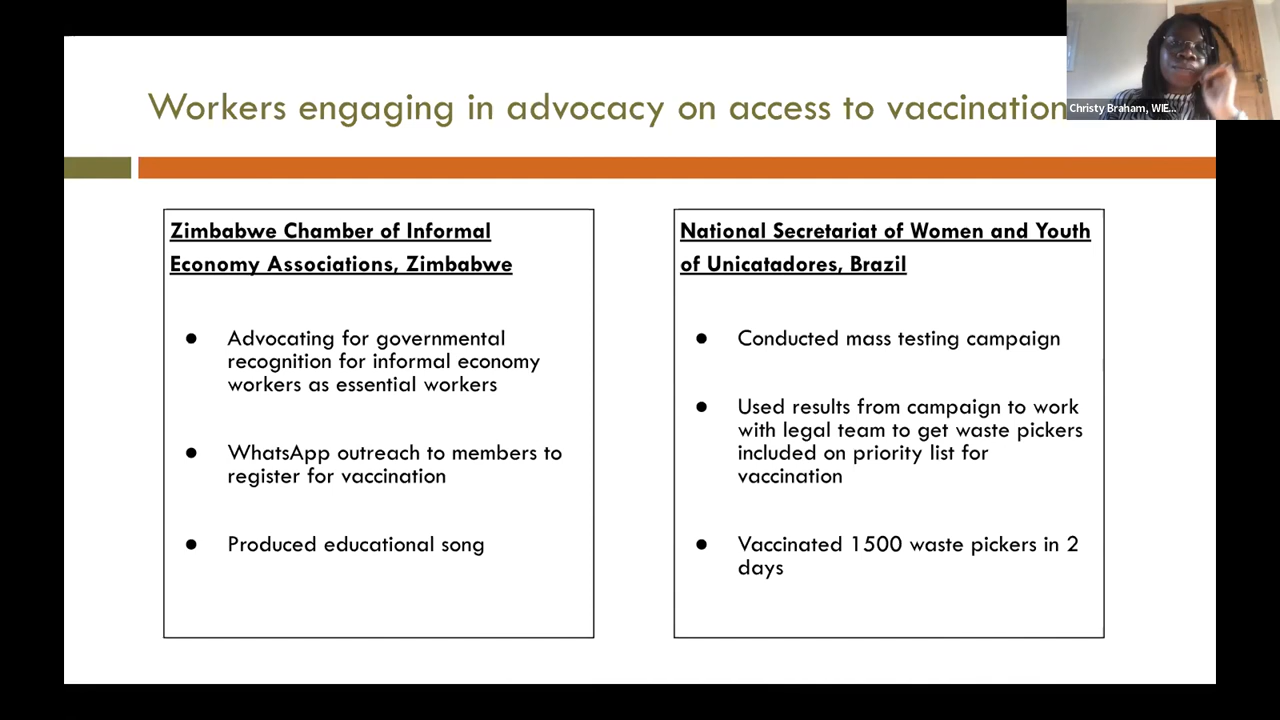 Workers engaging in advocacy on access to vaccination
Christy Braham, WIE...
Zimbabwe Chamber of Informal
Economy Associations, Zimbabwe
● Advocating for governmental
recognition for informal economy
workers as essential workers
● WhatsApp outreach to members to
register for vaccination
● Produced educational song
National Secretariat of Women and Youth
of Unicatadores, Brazil
● Conducted mass testing campaign
● Used results from campaign to work
with legal team to get waste pickers
included on priority list for
vaccination
● Vaccinated 1500 waste pickers in 2
days